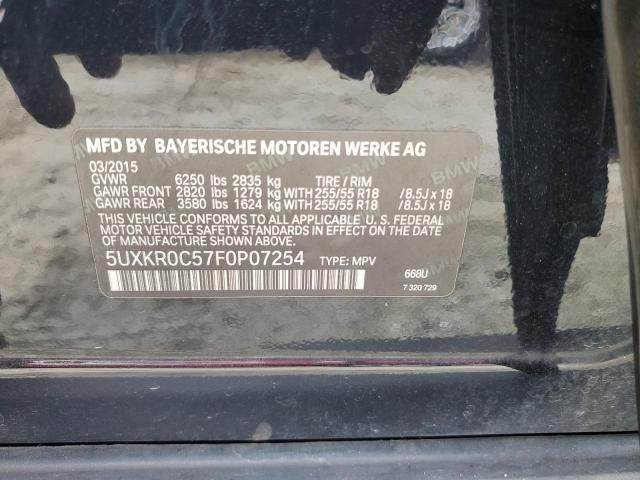 MFD BY BAYERISCHE MOTOREN WERKE AG
03/2015
GVWR 6250 lbs 2835 kg TIRE / RIM
GAWR FRONT 2820 lbs 1279 kg WITH 255/55 R18 / 8.5J x 18
GAWR REAR 3580 lbs 1624 kg WITH 255/55 R18 / 8.5J x 18
THIS VEHICLE CONFORMS TO ALL APPLICABLE U. S. FEDERAL
MOTOR VEHICLE SAFETY STANDARDS IN EFFECT ON THE
DATE OF MANUFACTURE SHOWN ABOVE.
5UXKR0C57F0P07254 TYPE: MPV
668U
7 320 729